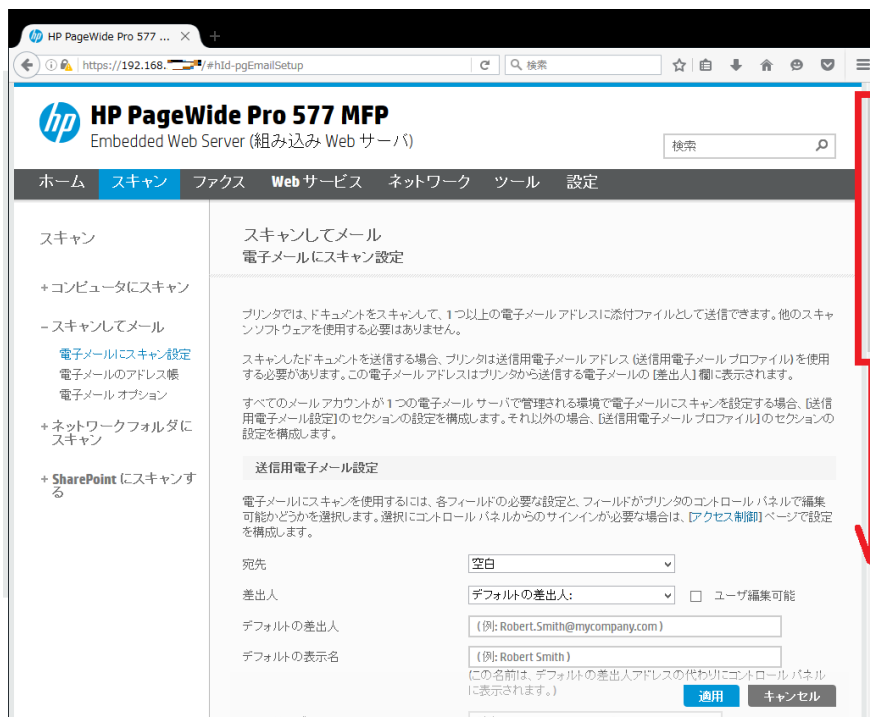 HP PageWide Pro 577 ...
https://192.168. /#hId-pgEmailSetup
検索
hp
HP PageWide Pro 577 MFP
Embedded Web Server (組み込み Web サーバ)
検索
ホーム スキャン ファクス Web サービス ネットワーク ツール 設定
スキャン
+ コンピュータにスキャン
- スキャンしてメール
電子メールにスキャン設定
電子メールのアドレス帳
電子メール オプション
+ ネットワークフォルダに
スキャン
+ SharePoint にスキャンす
る
スキャンしてメール
電子メールにスキャン設定
プリンタでは、ドキュメントをスキャンして、1つ以上の電子メール アドレスに添付ファイルとして送信できます。他のスキャ
ンソフトウェアを使用する必要はありません。
スキャンしたドキュメントを送信する場合、プリンタは送信用電子メール アドレス (送信用電子メール プロファイル) を使用
する必要があります。この電子メール アドレスはプリンタから送信する電子メールの [差出人] 欄に表示されます。
すべてのメール アカウントが 1つの電子メール サーバで管理される環境で電子メールにスキャンを設定する場合、[送信
用電子メール設定]のセクションの設定を構成します。それ以外の場合、[送信用電子メール プロファイル]のセクションの
設定を構成します。
送信用電子メール設定
電子メールにスキャンを使用するには、各フィールドの必要な設定と、フィールドがプリンタのコントロール パネルで編集
可能かどうかを選択します。選択にコントロール パネルからのサインインが必要な場合は、[アクセス制御] ページで設定
を構成します。
宛先 空白
差出人 デフォルトの差出人: ユーザ編集可能
デフォルトの差出人 (例: Robert.Smith@mycompany.com )
デフォルトの表示名 (例: Robert Smith )
(この名前は、デフォルトの差出人アドレスの代わりにコントロール パネル
に表示されます。)
適用 キャンセル